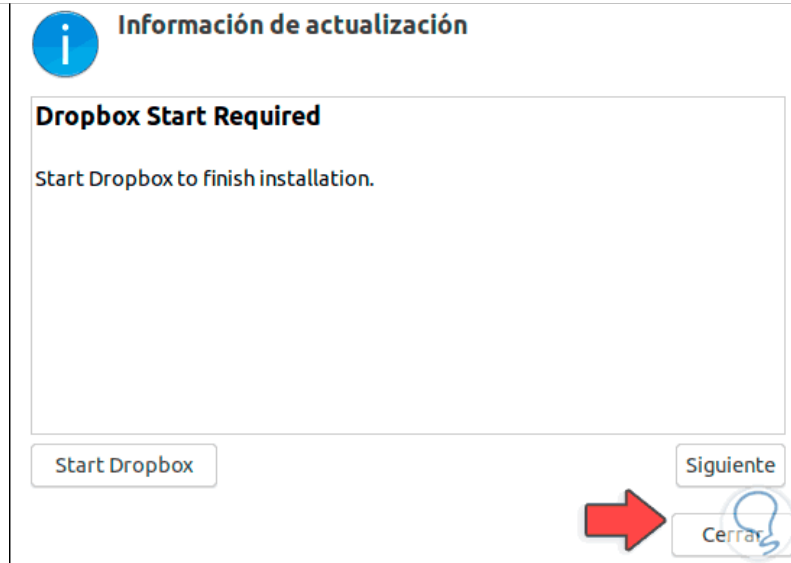 Información de actualización
Dropbox Start Required
Start Dropbox to finish installation.
Start Dropbox
Siguiente
Cerrar